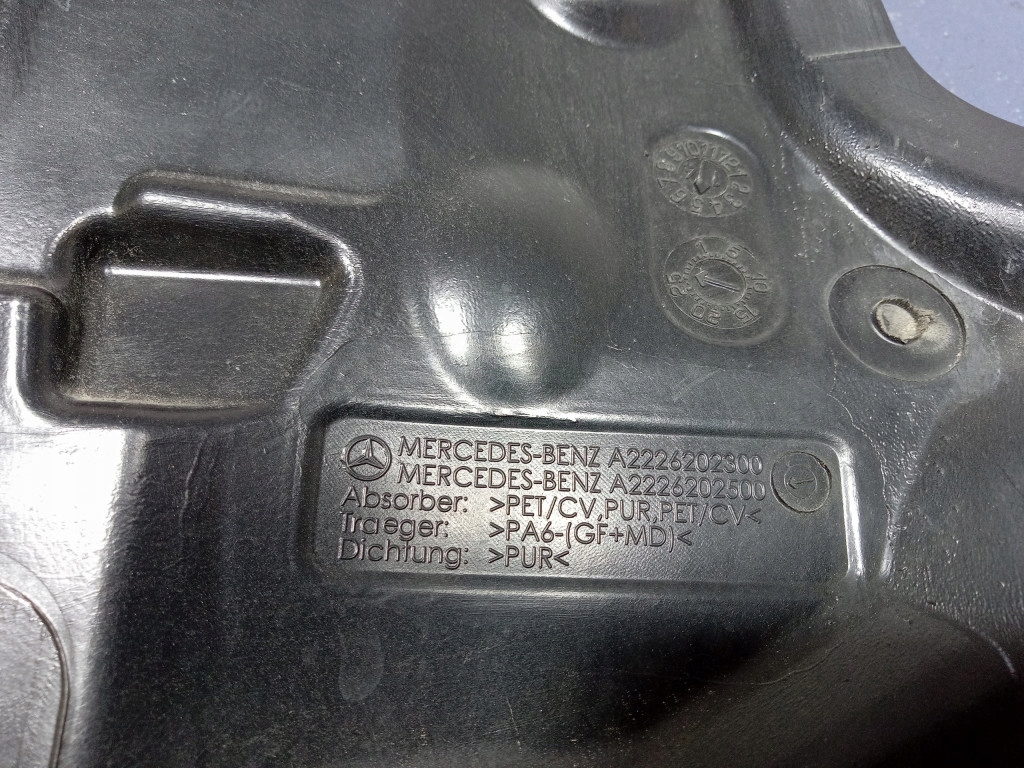 MERCEDES-BENZ A2226202300
MERCEDES-BENZ A2226202500
Absorber: >PET/CV,PUR,PET/CV<
Traeger: >PA6-(GF+MD)<
Dichtung: >PUR<